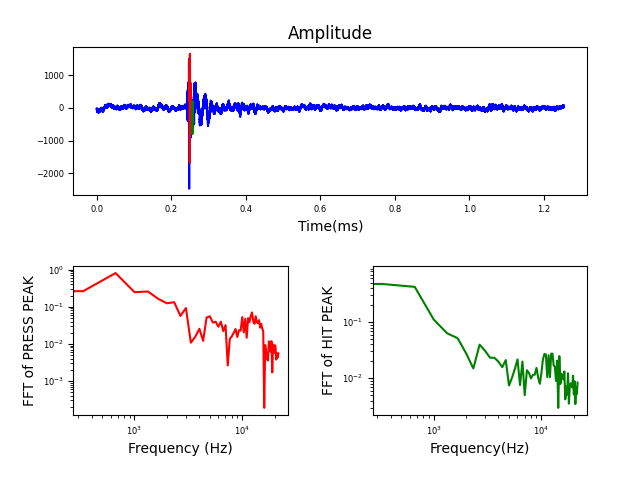 Amplitude
1000
0
−1000
−2000
0.0 0.2 0.4 0.6 0.8 1.0 1.2
Time(ms)
FFT of PRESS PEAK
10⁰
10⁻¹
10⁻²
10⁻³
10³ 10⁴
Frequency (Hz)
FFT of HIT PEAK
10⁻¹
10⁻²
10³ 10⁴
Frequency(Hz)